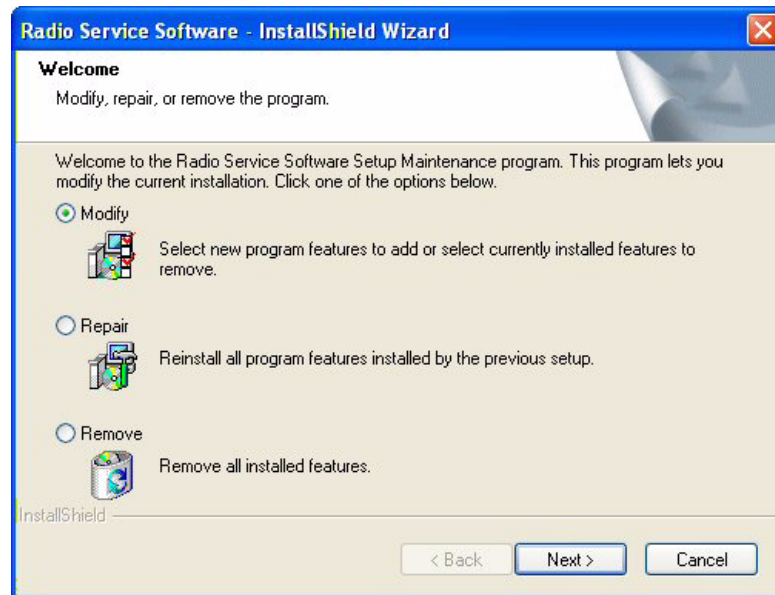 Radio Service Software - InstallShield Wizard
Welcome
Modify, repair, or remove the program.
Welcome to the Radio Service Software Setup Maintenance program. This program lets you
modify the current installation. Click one of the options below.
Modify
Select new program features to add or select currently installed features to
remove.
Repair
Reinstall all program features installed by the previous setup.
Remove
Remove all installed features.
InstallShield
< Back
Next >
Cancel